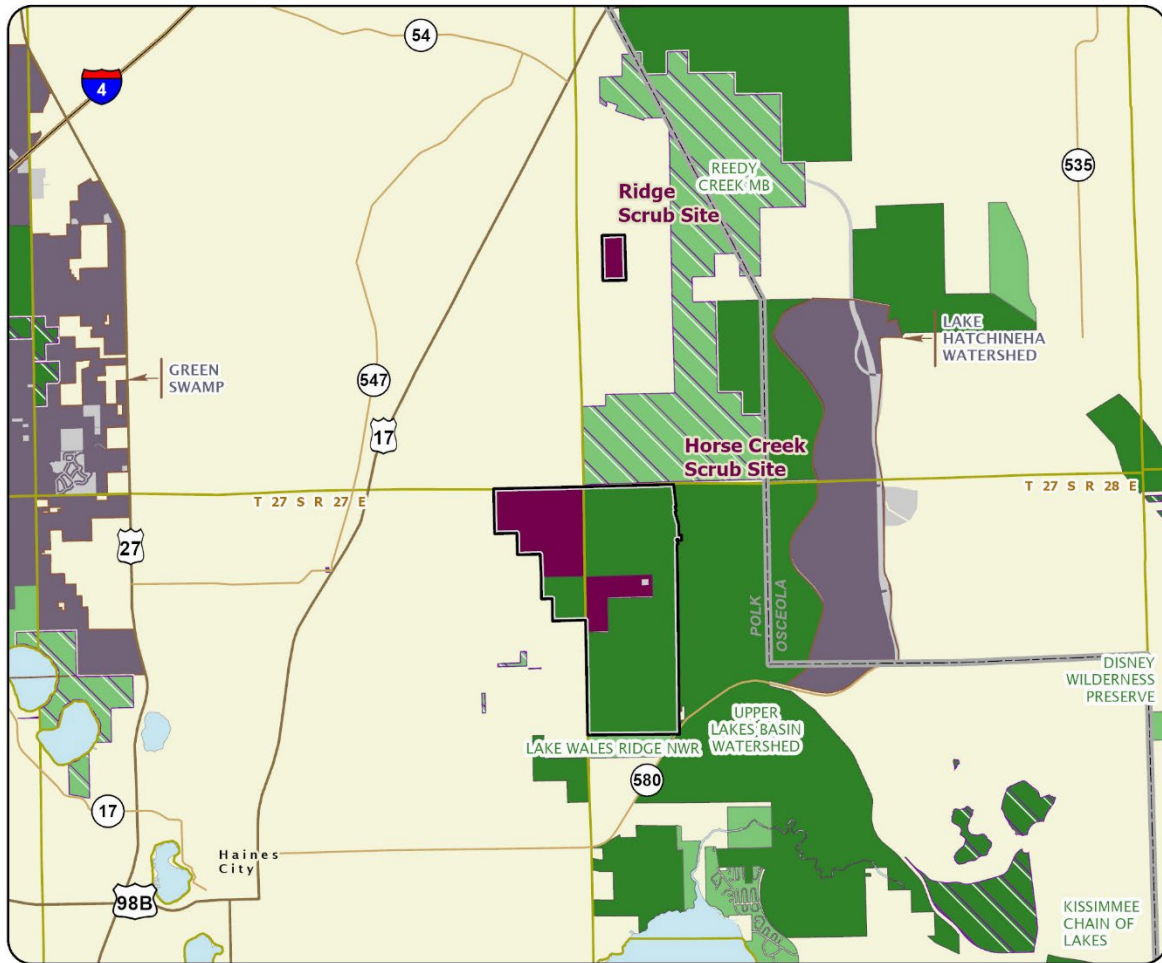 54
4
535
REEDY
CREEK MB
Ridge
Scrub Site
LAKE
HATCHINEHA
WATERSHED
GREEN
SWAMP
547
17
Horse Creek
Scrub Site
T 27 S R 27 E
T 27 S R 28 E
27
POLK
OSCEOLA
DISNEY
WILDERNESS
PRESERVE
UPPER
LAKES BASIN
WATERSHED
LAKE WALES RIDGE NWR
580
17
Haines
City
98B
KISSIMMEE
CHAIN OF
LAKES